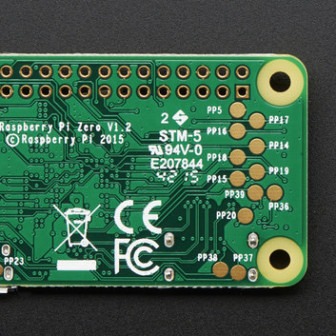 Raspberry Pi Zero V1.2
©Raspberry Pi 2015
2
STM-5
94V-0
E207844
4215
PP5
PP17
PP16
PP14
PP18
PP19
PP15
PP39
PP36
PP20
PP38
PP37
PP23
CE
FC